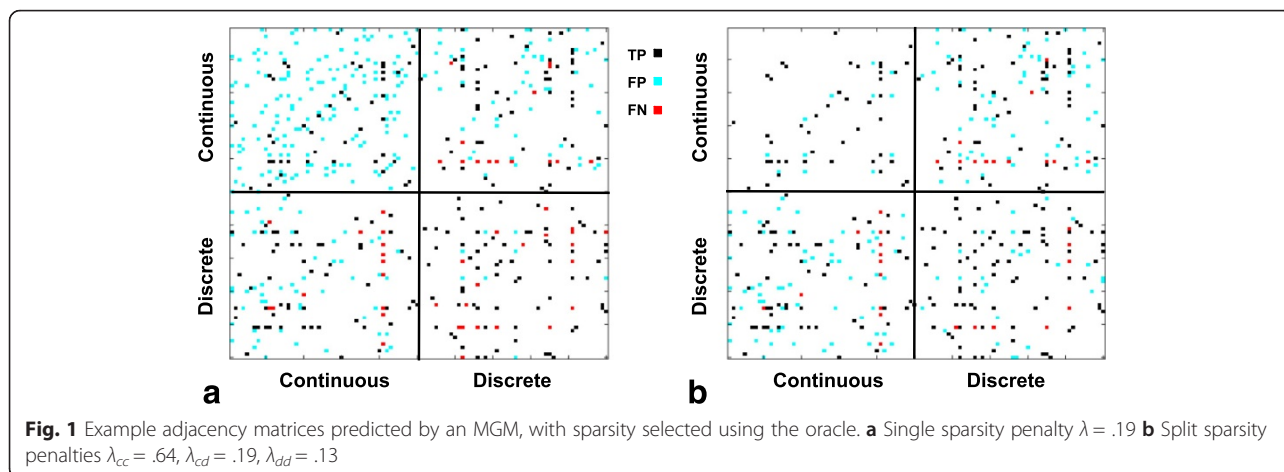 Continuous
Discrete
Continuous
Discrete
a
TP
FP
FN
Continuous
Discrete
Continuous
Discrete
b
Fig. 1 Example adjacency matrices predicted by an MGM, with sparsity selected using the oracle. a Single sparsity penalty λ = .19 b Split sparsity
penalties λcc = .64, λcd = .19, λdd = .13